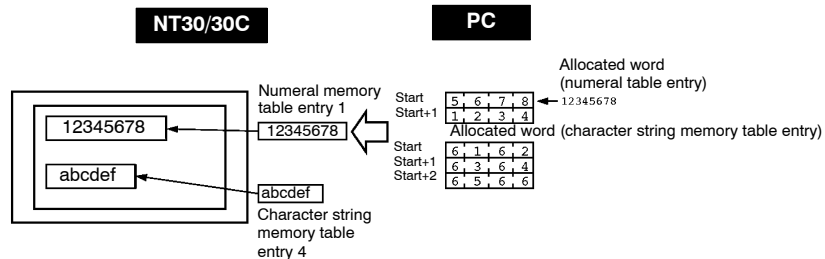 NT30/30C
PC
Allocated word
(numeral table entry)
Numeral memory
table entry 1
Start 5 6 7 8 12345678
Start+1 1 2 3 4
12345678
12345678
Allocated word (character string memory table entry)
Start 6 1 6 2
Start+1 6 3 6 4
Start+2 6 5 6 6
abcdef
abcdef
Character string
memory table
entry 4